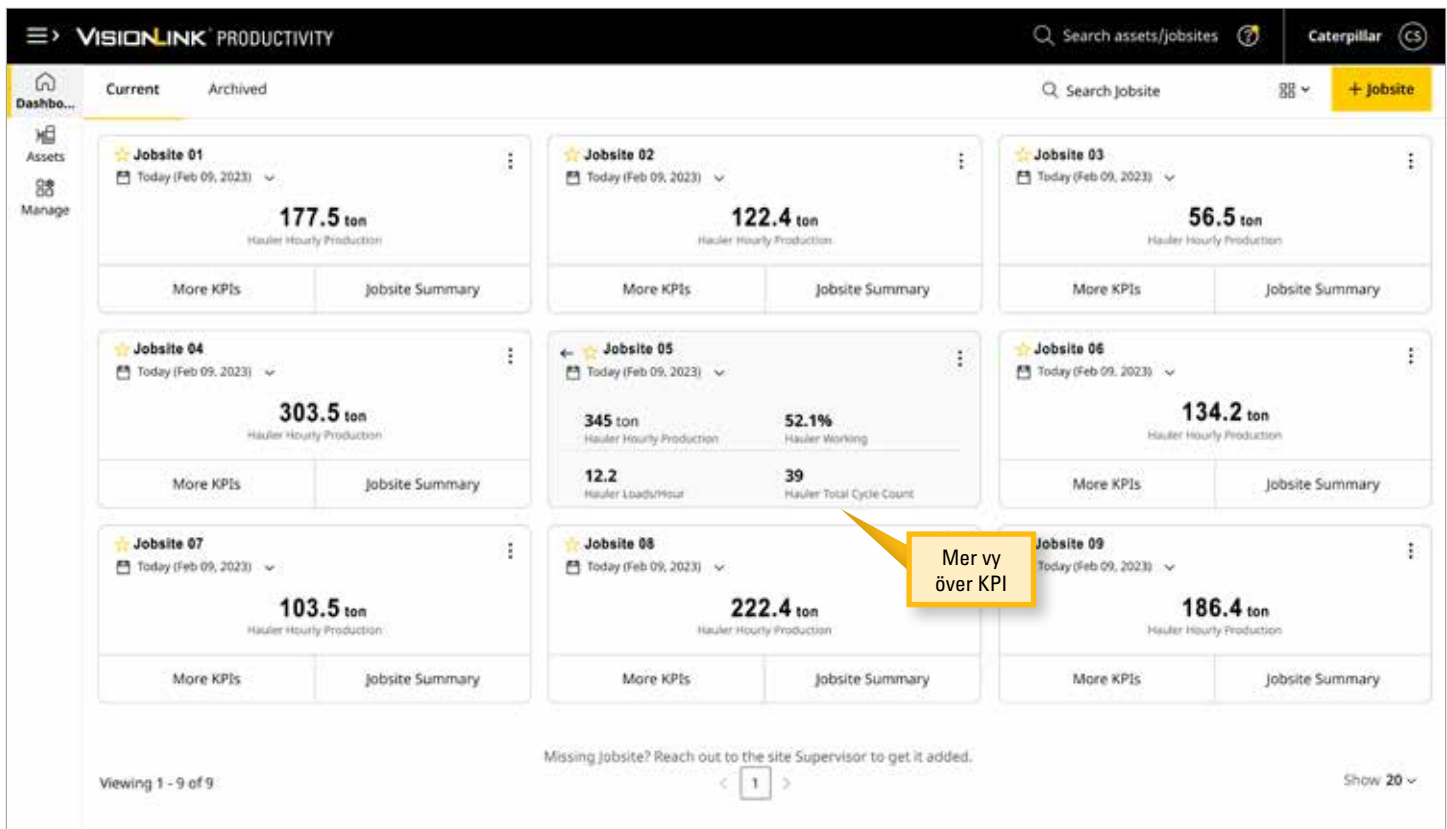 VISIONLINK PRODUCTIVITY
Search assets/jobsites
Caterpillar
CS
Dashbo...
Current
Archived
Search Jobsite
+ Jobsite
Assets
Manage
Jobsite 01
Today (Feb 09, 2023)
177.5 ton
Hauler Hourly Production
More KPIs
Jobsite Summary
Jobsite 02
Today (Feb 09, 2023)
122.4 ton
Hauler Hourly Production
More KPIs
Jobsite Summary
Jobsite 03
Today (Feb 09, 2023)
56.5 ton
Hauler Hourly Production
More KPIs
Jobsite Summary
Jobsite 04
Today (Feb 09, 2023)
303.5 ton
Hauler Hourly Production
More KPIs
Jobsite Summary
Jobsite 05
Today (Feb 09, 2023)
345 ton
Hauler Hourly Production
52.1%
Hauler Working
12.2
Hauler Loads/Hour
39
Hauler Total Cycle Count
Mer vy
över KPI
Jobsite 06
Today (Feb 09, 2023)
134.2 ton
Hauler Hourly Production
More KPIs
Jobsite Summary
Jobsite 07
Today (Feb 09, 2023)
103.5 ton
Hauler Hourly Production
More KPIs
Jobsite Summary
Jobsite 08
Today (Feb 09, 2023)
222.4 ton
Hauler Hourly Production
More KPIs
Jobsite Summary
Jobsite 09
Today (Feb 09, 2023)
186.4 ton
Hauler Hourly Production
More KPIs
Jobsite Summary
Missing Jobsite? Reach out to the site Supervisor to get it added.
Viewing 1 - 9 of 9
< 1 >
Show 20